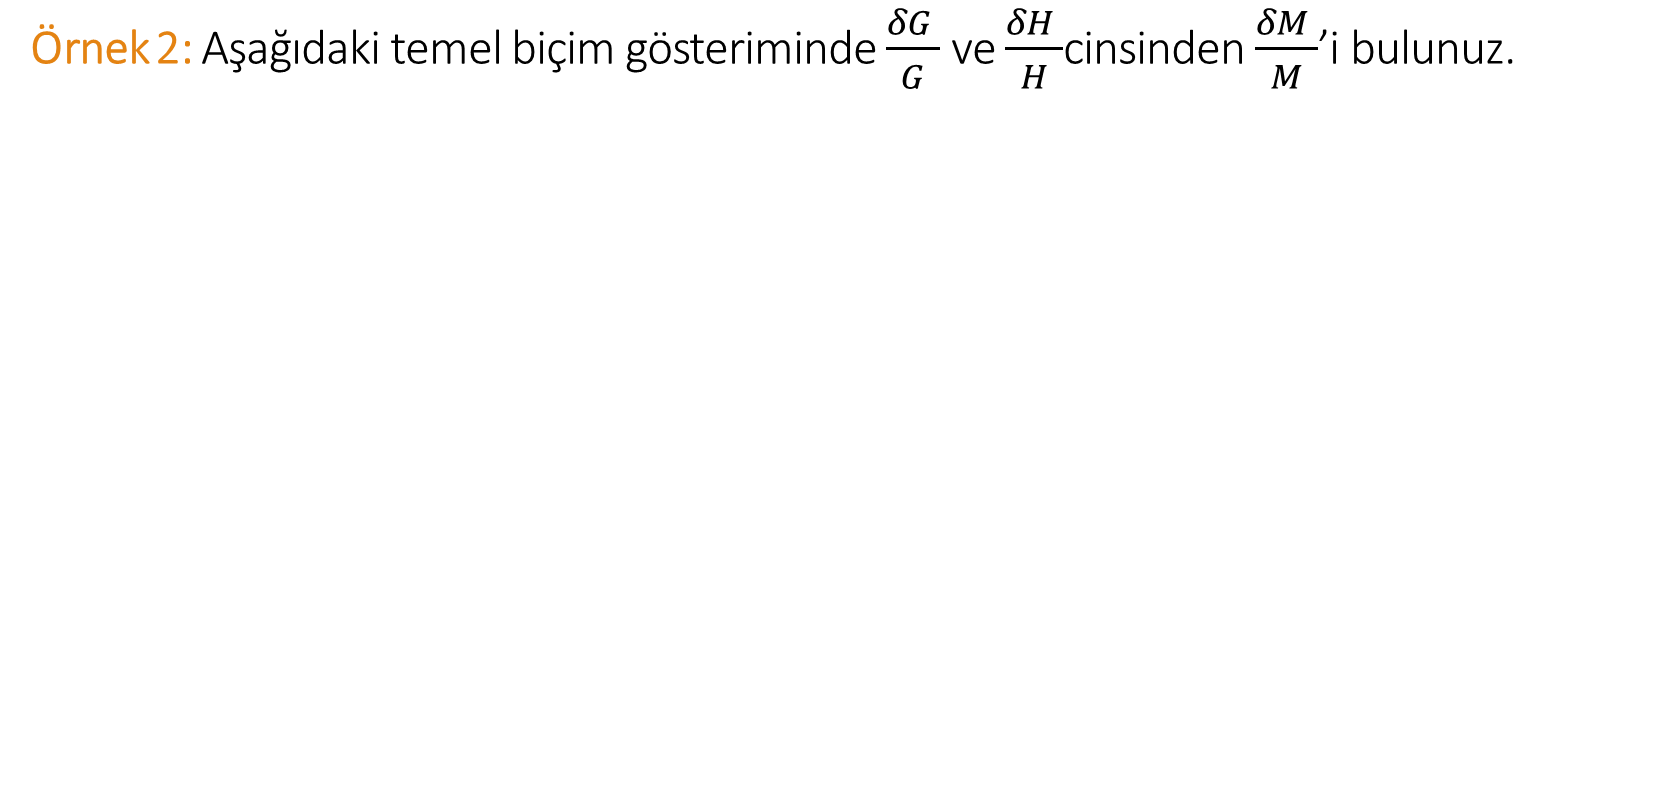 Örnek 2: Aşağıdaki temel biçim gösteriminde δG/G ve δH/H cinsinden δM/M ’i bulunuz.